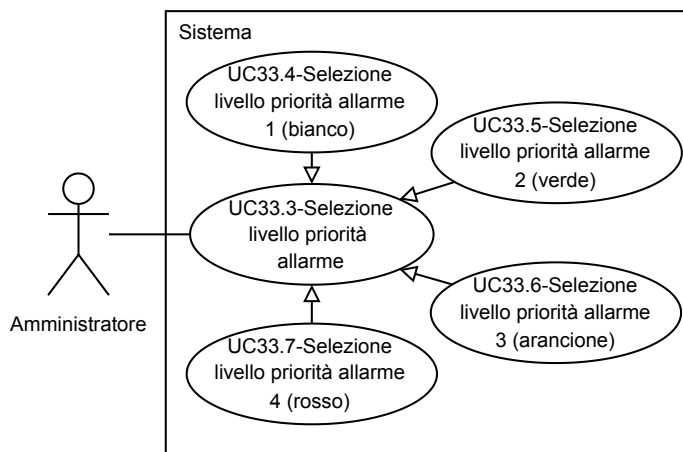 Sistema
UC33.4-Selezione
livello priorità allarme
1 (bianco)
UC33.5-Selezione
livello priorità allarme
2 (verde)
UC33.3-Selezione
livello priorità
allarme
Amministratore
UC33.6-Selezione
livello priorità allarme
3 (arancione)
UC33.7-Selezione
livello priorità allarme
4 (rosso)